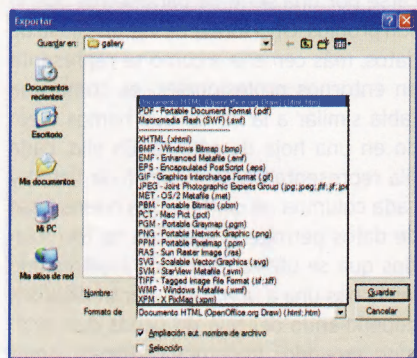 Exportar
Guardar en: gallery
Documentos recientes
Escritorio
Mis documentos
Mi PC
Mis sitios de red
Documento HTML (OpenOffice.org Draw) (.html;.htm)
PDF - Portable Document Format (.pdf)
Macromedia Flash (SWF) (.swf)
XHTML (.xhtml)
BMP - Windows Bitmap (.bmp)
EMF - Enhanced Metafile (.emf)
EPS - Encapsulated PostScript (.eps)
GIF - Graphics Interchange Format (.gif)
JPEG - Joint Photographic Experts Group (.jpg;.jpeg;.jfif;.jif;.jpe
MET - OS/2 Metafile (.met)
PBM - Portable Bitmap (.pbm)
PCT - Mac Pict (.pct)
PGM - Portable Graymap (.pgm)
PNG - Portable Network Graphic (.png)
PPM - Portable Pixelmap (.ppm)
RAS - Sun Raster Image (.ras)
SVG - Scalable Vector Graphics (.svg)
SVM - StarView Metafile (.svm)
TIFF - Tagged Image File Format (.tif;.tiff)
WMF - Windows Metafile (.wmf)
XPM - X PixMap (.xpm)
Nombre:
Guardar
Formato de
Documento HTML (OpenOffice.org Draw) (.html;.htm)
Cancelar
Ampliación aut. nombre de archivo
Selección